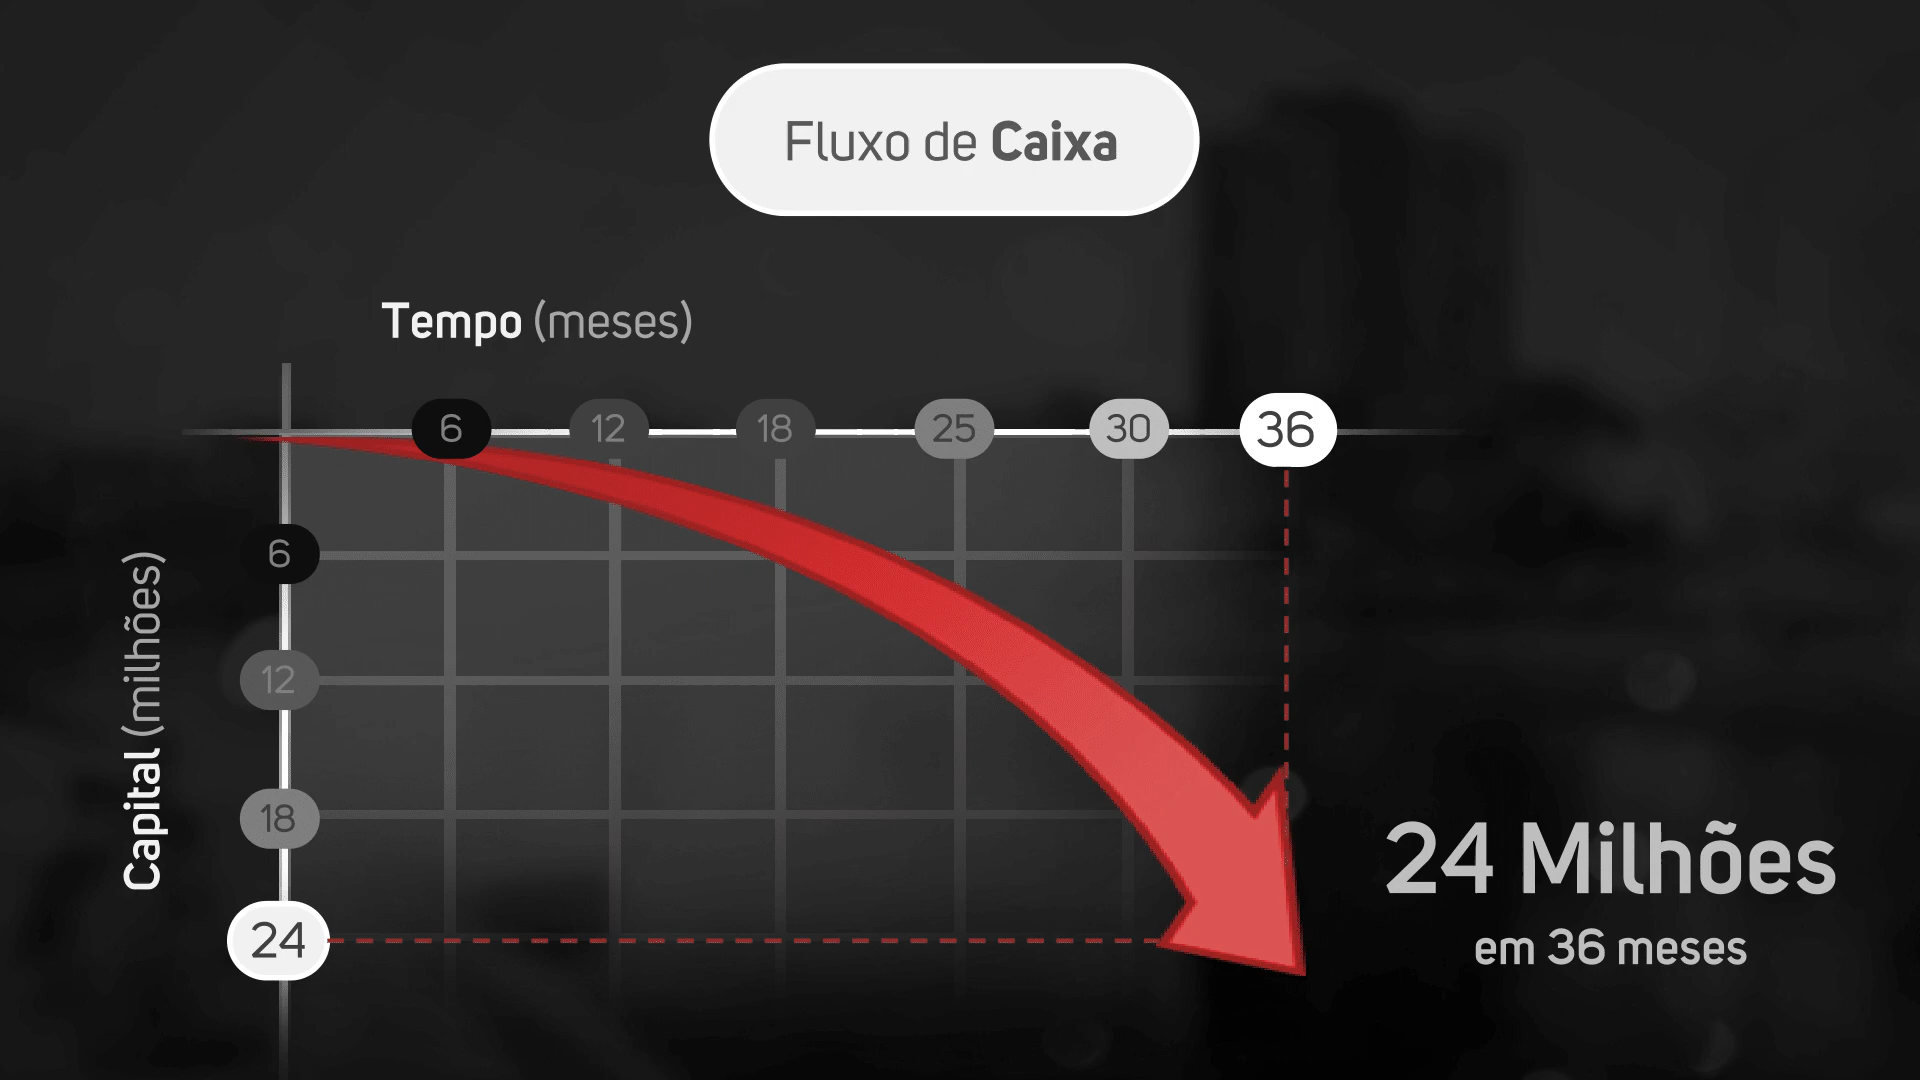 Fluxo de Caixa
Tempo (meses)
6 12 18 25 30 36
Capital (milhões)
6
12
18
24
24 Milhões
em 36 meses